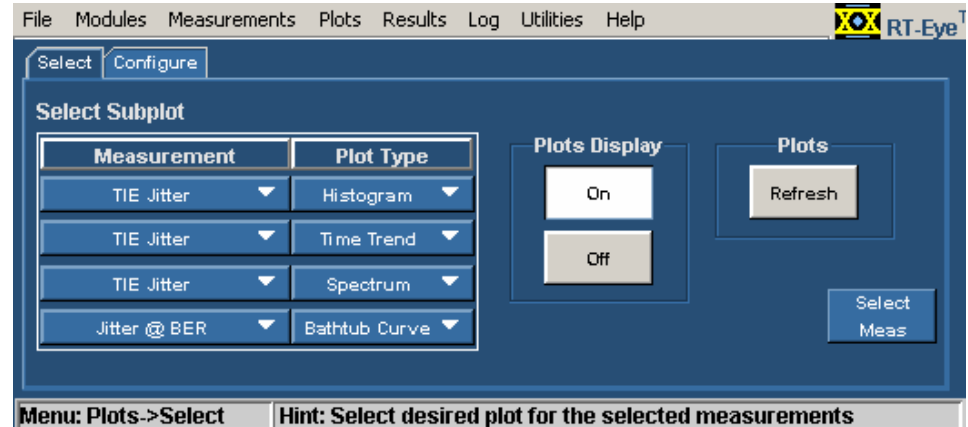 File Modules Measurements Plots Results Log Utilities Help
RT-Eye T
Select Configure
Select Subplot
Measurement Plot Type
TIE Jitter Histogram
TIE Jitter Time Trend
TIE Jitter Spectrum
Jitter @ BER Bathtub Curve
Plots Display
On
Off
Plots
Refresh
Select
Meas
Menu: Plots->Select Hint: Select desired plot for the selected measurements